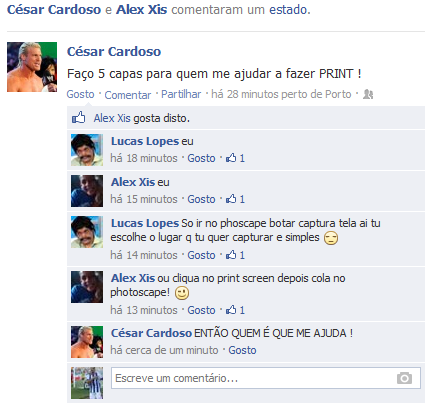 César Cardoso e Alex Xis comentaram um estado.
César Cardoso
Faço 5 capas para quem me ajudar a fazer PRINT !
Gosto · Comentar · Partilhar · há 28 minutos perto de Porto ·
Alex Xis gosta disto.
Lucas Lopes eu
há 18 minutos · Gosto · 1
Alex Xis eu
há 15 minutos · Gosto · 1
Lucas Lopes So ir no phoscape botar captura tela ai tu
escolhe o lugar q tu quer capturar e simples
há 14 minutos · Gosto · 1
Alex Xis ou cliqua no print screen depois cola no
photoscape!
há 13 minutos · Gosto · 1
César Cardoso ENTÃO QUEM É QUE ME AJUDA !
há cerca de um minuto · Gosto
Escreve um comentário...